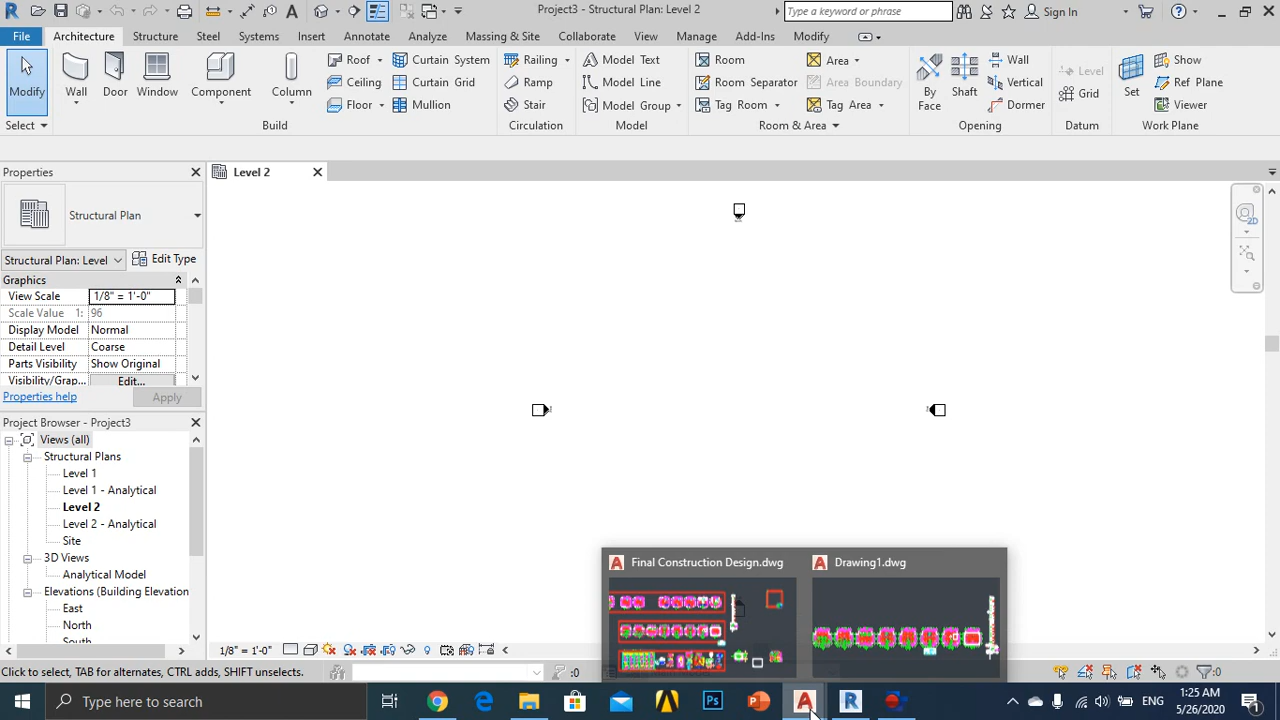 Project3 - Structural Plan: Level 2
Type a keyword or phrase
Sign In
File Architecture Structure Steel Systems Insert Annotate Analyze Massing & Site Collaborate View Manage Add-Ins Modify
Modify
Wall
Door
Window
Component
Column
Roof
Ceiling
Floor
Curtain System
Curtain Grid
Mullion
Railing
Ramp
Stair
Model Text
Model Line
Model Group
Room
Room Separator
Tag Room
Area
Area Boundary
Tag Area
By Face
Shaft
Wall
Vertical
Dormer
Level
Grid
Set
Show
Ref Plane
Viewer
Select
Build
Circulation
Model
Room & Area
Opening
Datum
Work Plane
Properties
Level 2
Structural Plan
Structural Plan: Level
Edit Type
Graphics
View Scale 1/8" = 1'-0"
Scale Value 1: 96
Display Model Normal
Detail Level Coarse
Parts Visibility Show Original
Visibility/Grap... Edit...
Properties help
Apply
Project Browser - Project3
Views (all)
Structural Plans
Level 1
Level 1 - Analytical
Level 2
Level 2 - Analytical
Site
3D Views
Analytical Model
Elevations (Building Elevation
East
North
South
2D
Final Construction Design.dwg
Drawing1.dwg
1/8" = 1'-0"
Click to select, TAB for alternates, CTRL adds, SHIFT unselects.
:0
:0
Type here to search
Ps
ENG
1:25 AM
5/26/2020